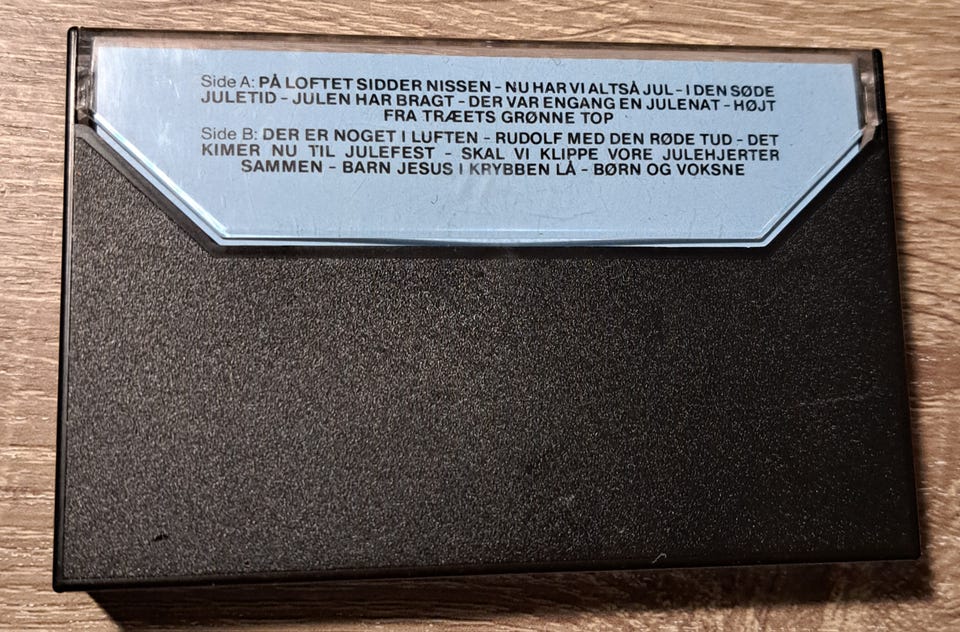 Side A: PÅ LOFTET SIDDER NISSEN - NU HAR VI ALTSÅ JUL - I DEN SØDE
JULETID - JULEN HAR BRAGT - DER VAR ENGANG EN JULENAT - HØJT
FRA TRÆETS GRØNNE TOP
Side B: DER ER NOGET I LUFTEN - RUDOLF MED DEN RØDE TUD - DET
KIMER NU TIL JULEFEST - SKAL VI KLIPPE VORE JULEHJERTER
SAMMEN - BARN JESUS I KRYBBEN LÅ - BØRN OG VOKSNE